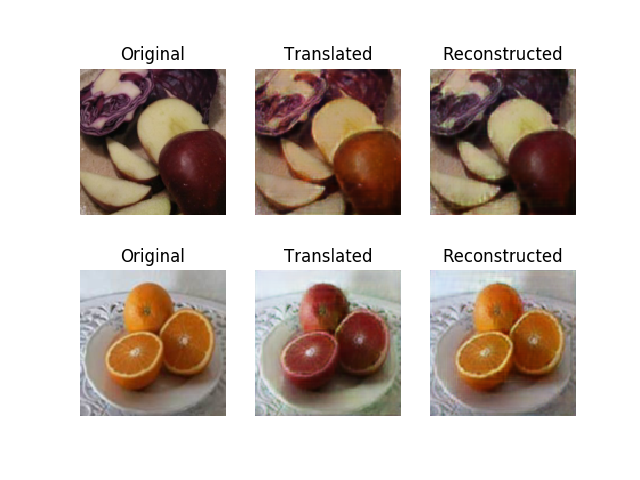 Original
Translated
Reconstructed
Original
Translated
Reconstructed